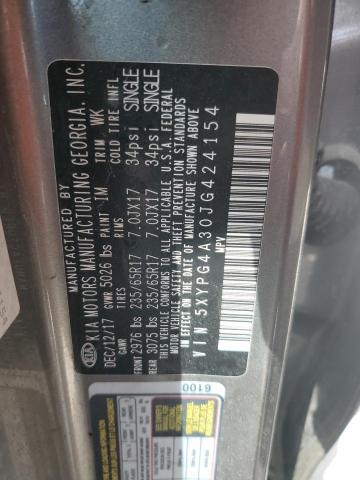 MANUFACTURED BY
KIA KIA MOTORS MANUFACTURING GEORGIA, INC.
DEC/12/17 PAINT 1M TRIM WK
GVWR 5026 lbs
GAWR TIRES RIMS COLD TIRE INFL
FRONT 2976 lbs 235/65R17 7.0JX17 34psi SINGLE
REAR 3075 lbs 235/65R17 7.0JX17 34psi SINGLE
THIS VEHICLE CONFORMS TO ALL APPLICABLE U.S.A. FEDERAL
MOTOR VEHICLE SAFETY, BUMPER, AND THEFT PREVENTION
STANDARDS IN EFFECT ON THE DATE OF MANUFACTURE SHOWN ABOVE
VIN 5XYPG4A30JG424154
MPV
6100